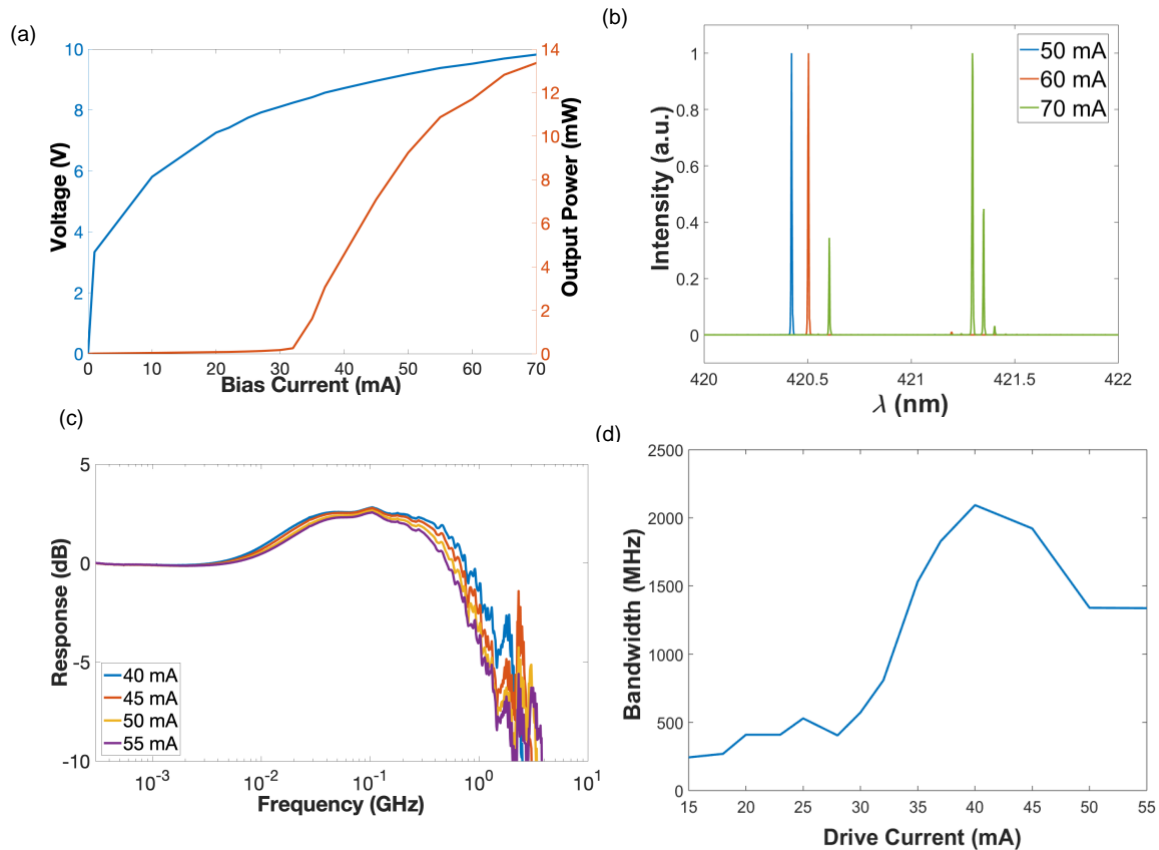 (a)
10
8
6
4
2
0
Voltage (V)
14
12
10
8
6
4
2
0
Output Power (mW)
0 10 20 30 40 50 60 70
Bias Current (mA)
(b)
50 mA
60 mA
70 mA
1
0.8
0.6
0.4
0.2
0
Intensity (a.u.)
420 420.5 421 421.5 422
λ (nm)
(c)
5
0
-5
-10
Response (dB)
40 mA
45 mA
50 mA
55 mA
10⁻³ 10⁻² 10⁻¹ 10⁰ 10¹
Frequency (GHz)
(d)
2500
2000
1500
1000
500
0
Bandwidth (MHz)
15 20 25 30 35 40 45 50 55
Drive Current (mA)